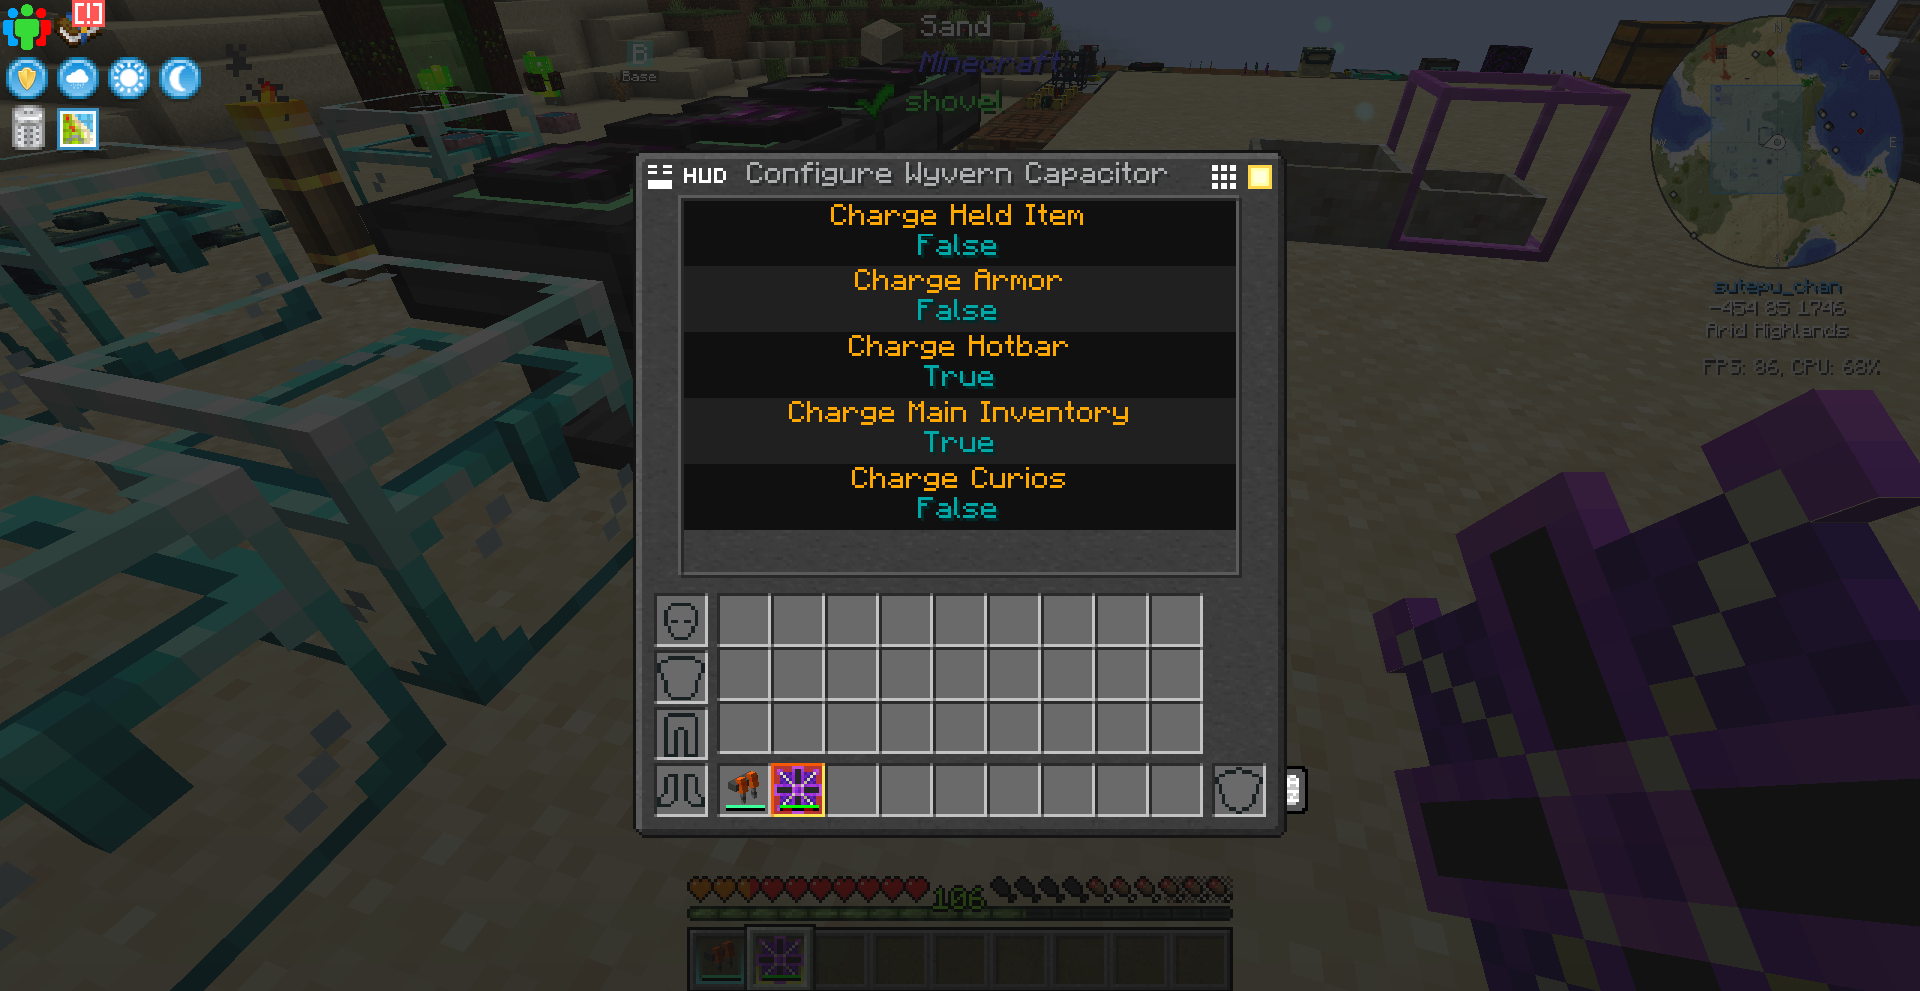 [!]
Sand
Minecraft
shovel
B
Base
HUD Configure Wyvern Capacitor
Charge Held Item
False
Charge Armor
False
Charge Hotbar
True
Charge Main Inventory
True
Charge Curios
False
W
E
sutepu_chan
-454 85 1746
Arid Highlands
FPS: 86, CPU: 68%
106